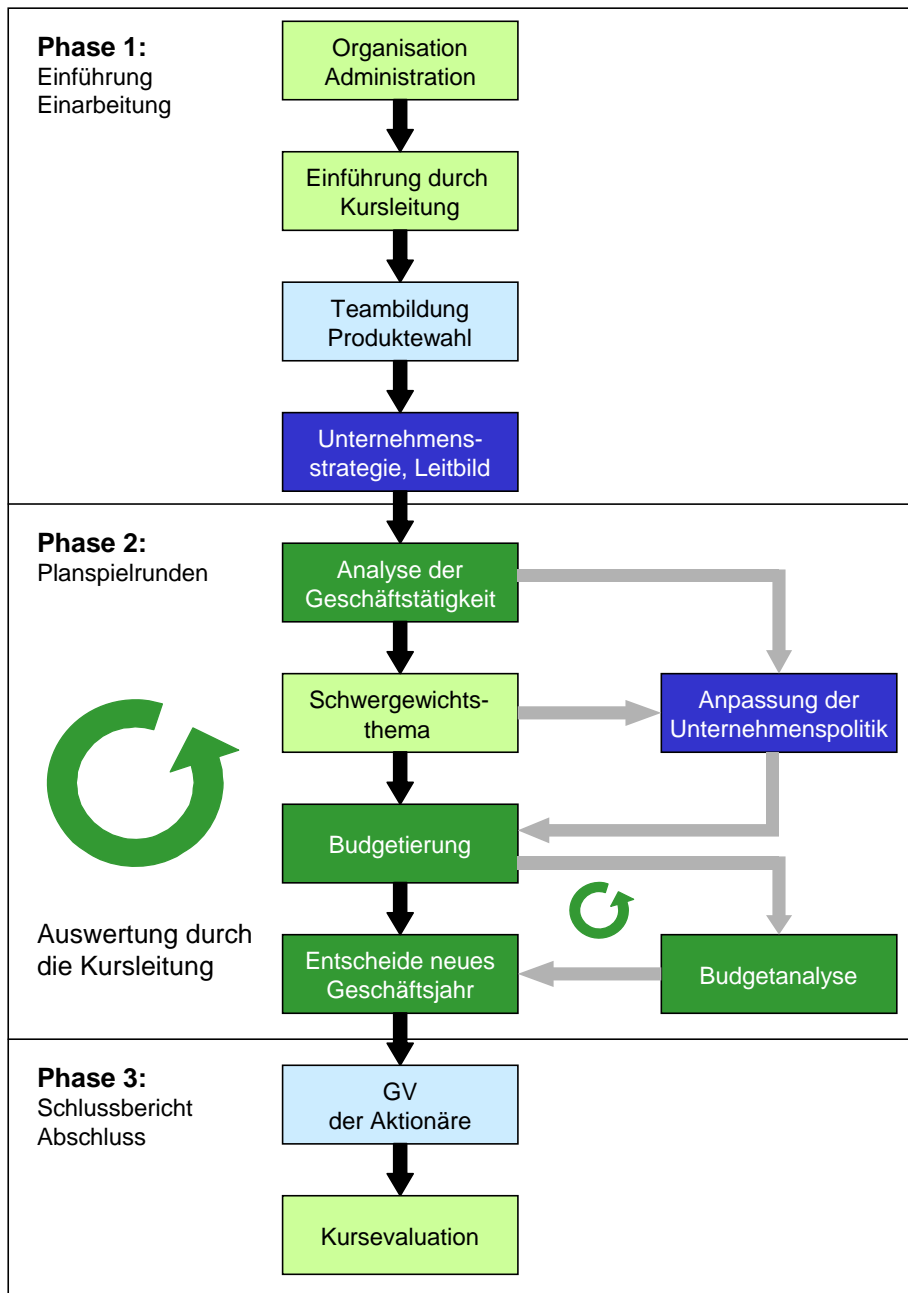 Phase 1:
Einführung
Einarbeitung
Organisation
Administration
Einführung durch
Kursleitung
Teambildung
Produktewahl
Unternehmens-
strategie, Leitbild
Phase 2:
Planspielrunden
Analyse der
Geschäftstätigkeit
Schwergewichts-
thema
Anpassung der
Unternehmenspolitik
Budgetierung
Auswertung durch
die Kursleitung
Entscheide neues
Geschäftsjahr
Budgetanalyse
Phase 3:
Schlussbericht
Abschluss
GV
der Aktionäre
Kursevaluation